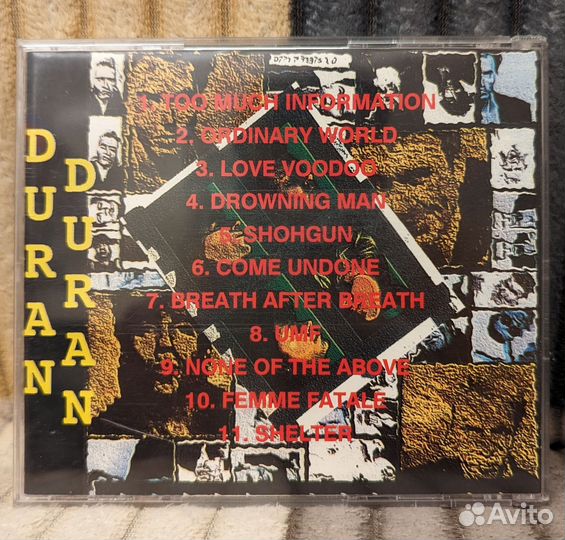 DURAN
DURAN
1. TOO MUCH INFORMATION
2. ORDINARY WORLD
3. LOVE VOODOO
4. DROWNING MAN
5. SHOHGUN
6. COME UNDONE
7. BREATH AFTER BREATH
8. UMF
9. NONE OF THE ABOVE
10. FEMME FATALE
11. SHELTER
Avito